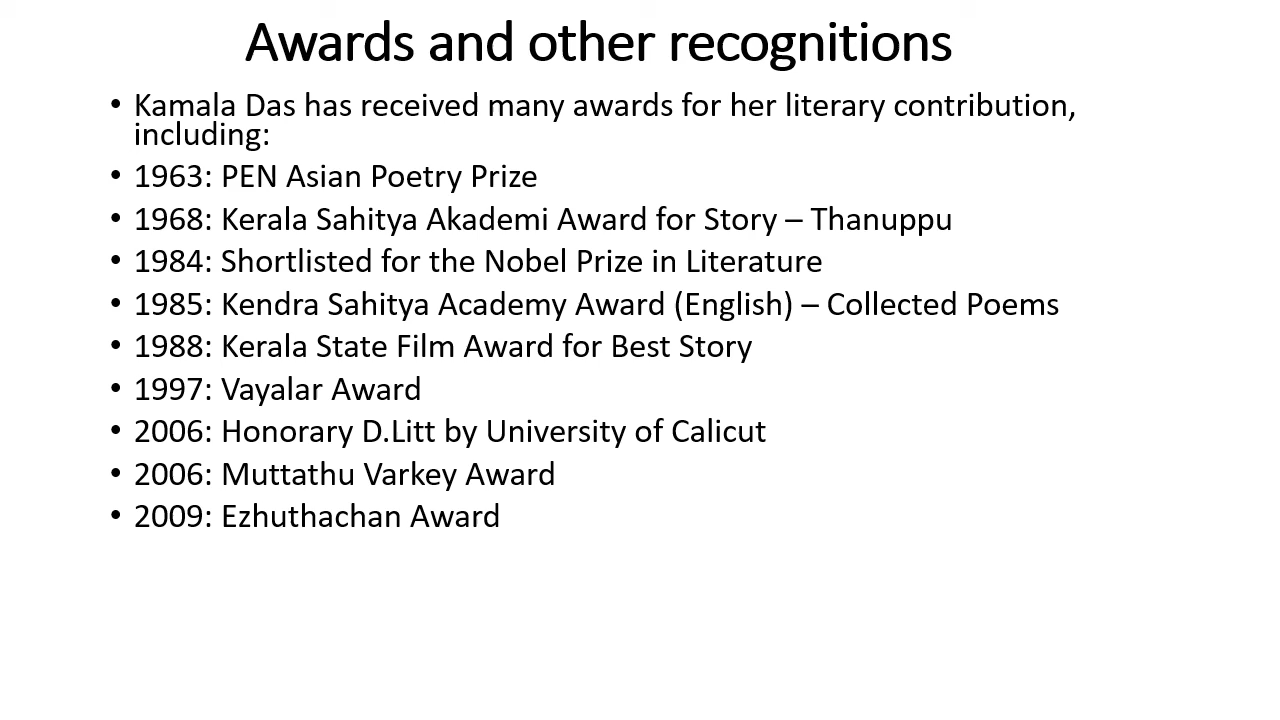 Awards and other recognitions
• Kamala Das has received many awards for her literary contribution,
including:
• 1963: PEN Asian Poetry Prize
• 1968: Kerala Sahitya Akademi Award for Story – Thanuppu
• 1984: Shortlisted for the Nobel Prize in Literature
• 1985: Kendra Sahitya Academy Award (English) – Collected Poems
• 1988: Kerala State Film Award for Best Story
• 1997: Vayalar Award
• 2006: Honorary D.Litt by University of Calicut
• 2006: Muttathu Varkey Award
• 2009: Ezhuthachan Award